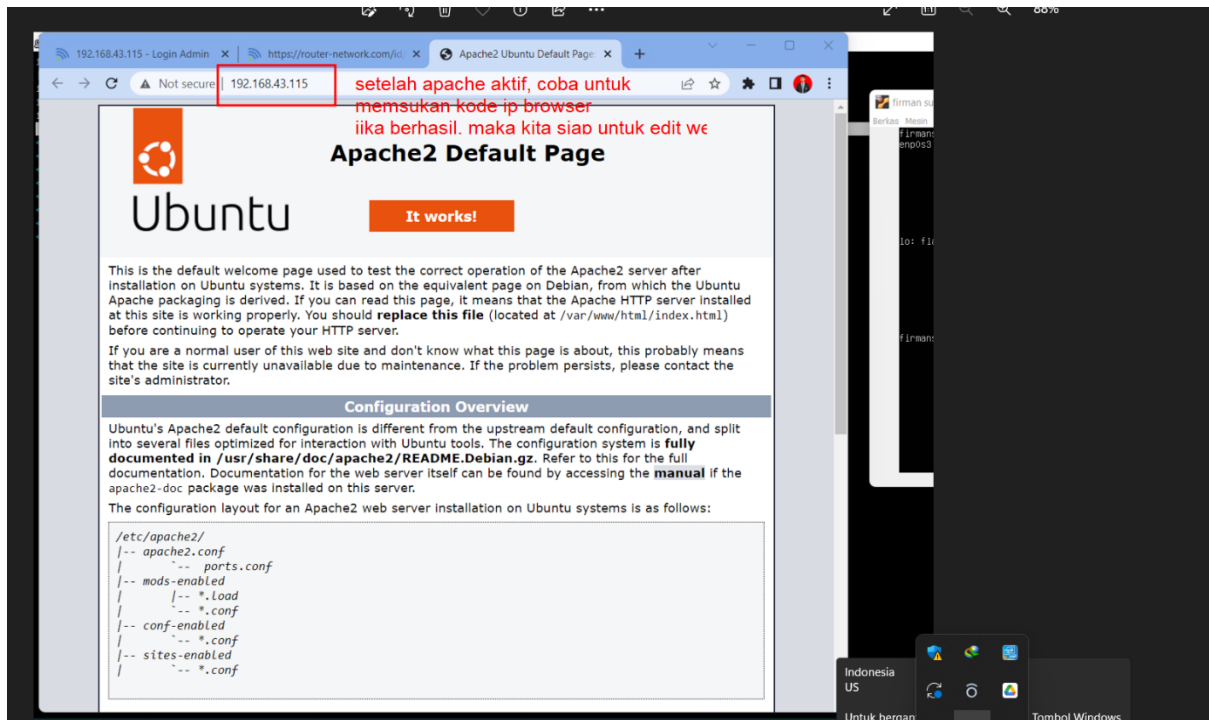 88%
192.168.43.115 - Login Admin
https://router-network.com/id/
Apache2 Ubuntu Default Page
Not secure
192.168.43.115
setelah apache aktif, coba untuk
memsukan kode ip browser
jika berhasil, maka kita siap untuk edit we
Apache2 Default Page
Ubuntu
It works!
This is the default welcome page used to test the correct operation of the Apache2 server after
installation on Ubuntu systems. It is based on the equivalent page on Debian, from which the Ubuntu
Apache packaging is derived. If you can read this page, it means that the Apache HTTP server installed
at this site is working properly. You should replace this file (located at /var/www/html/index.html)
before continuing to operate your HTTP server.
If you are a normal user of this web site and don't know what this page is about, this probably means
that the site is currently unavailable due to maintenance. If the problem persists, please contact the
site's administrator.
Configuration Overview
Ubuntu's Apache2 default configuration is different from the upstream default configuration, and split
into several files optimized for interaction with Ubuntu tools. The configuration system is fully
documented in /usr/share/doc/apache2/README.Debian.gz. Refer to this for the full
documentation. Documentation for the web server itself can be found by accessing the manual if the
apache2-doc package was installed on this server.
The configuration layout for an Apache2 web server installation on Ubuntu systems is as follows:
/etc/apache2/
|-- apache2.conf
|       `--  ports.conf
|-- mods-enabled
|       |-- *.load
|       `-- *.conf
|-- conf-enabled
|       `-- *.conf
|-- sites-enabled
|       `-- *.conf
firman su
Berkas Mesin
firmans
enp0s3
lo: fla
firmans
Indonesia
US
Untuk bergan
Tombol Windows